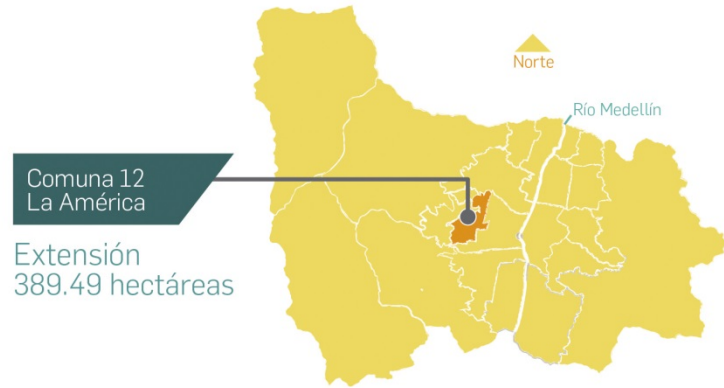 Norte
Río Medellín
Comuna 12
La América
Extensión
389.49 hectáreas